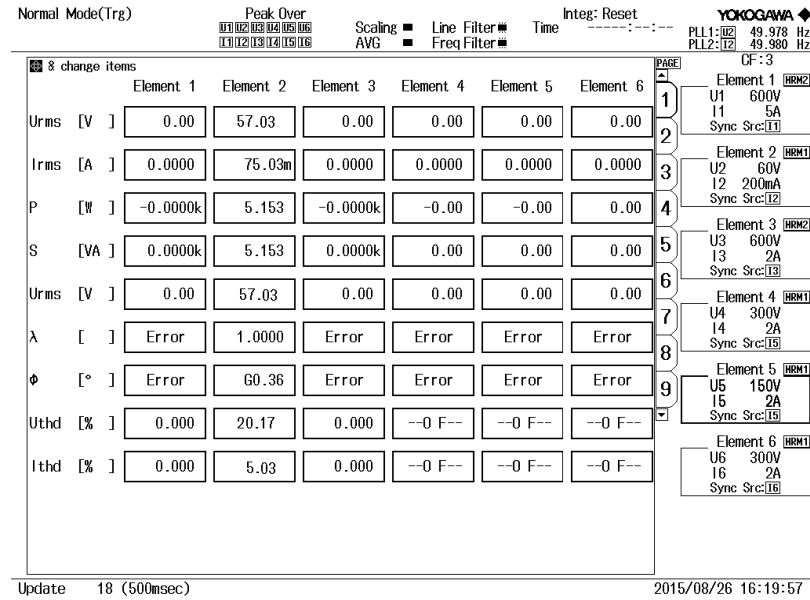 Normal Mode(Trg) Peak Over Integ: Reset YOKOGAWA
U1 U2 U3 U4 U5 U6 Scaling Line Filter Time -----:--:-- PLL1:U2 49.978 Hz
I1 I2 I3 I4 I5 I6 AVG Freq Filter PLL2:I2 49.980 Hz
8 change items PAGE CF:3
Element 1 Element 2 Element 3 Element 4 Element 5 Element 6
Urms [V ] 0.00 57.03 0.00 0.00 0.00 0.00
Irms [A ] 0.0000 75.03m 0.0000 0.0000 0.0000 0.0000
P [W ] -0.0000k 5.153 -0.0000k -0.00 -0.00 0.00
S [VA ] 0.0000k 5.153 0.0000k 0.00 0.00 0.00
Urms [V ] 0.00 57.03 0.00 0.00 0.00 0.00
λ [ ] Error 1.0000 Error Error Error Error
Φ [° ] Error G0.36 Error Error Error Error
Uthd [% ] 0.000 20.17 0.000 --O F-- --O F-- --O F--
Ithd [% ] 0.000 5.03 0.000 --O F-- --O F-- --O F--
1
2
3
4
5
6
7
8
9
Element 1 HRM2
U1 600V
I1 5A
Sync Src:I1
Element 2 HRM1
U2 60V
I2 200mA
Sync Src:I2
Element 3 HRM2
U3 600V
I3 2A
Sync Src:I3
Element 4 HRM1
U4 300V
I4 2A
Sync Src:I5
Element 5 HRM1
U5 150V
I5 2A
Sync Src:I5
Element 6 HRM1
U6 300V
I6 2A
Sync Src:I6
Update 18 (500msec) 2015/08/26 16:19:57